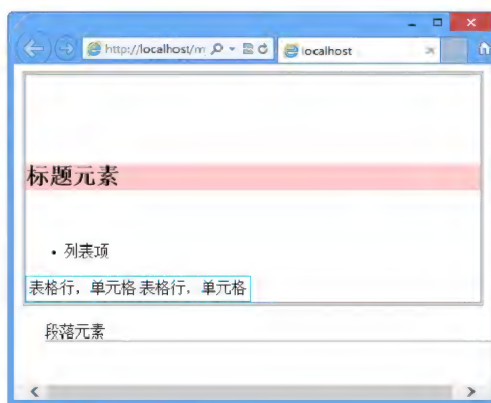 http://localhost/m
localhost
标题元素
• 列表项
表格行，单元格 表格行，单元格
段落元素